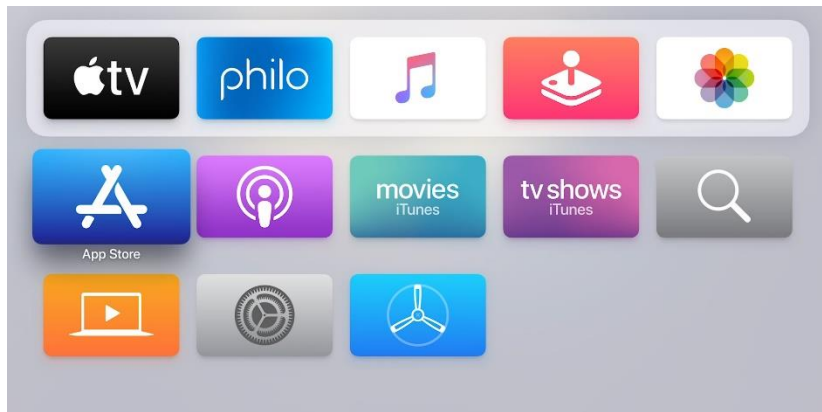 tv
philo
movies
iTunes
tv shows
iTunes
App Store